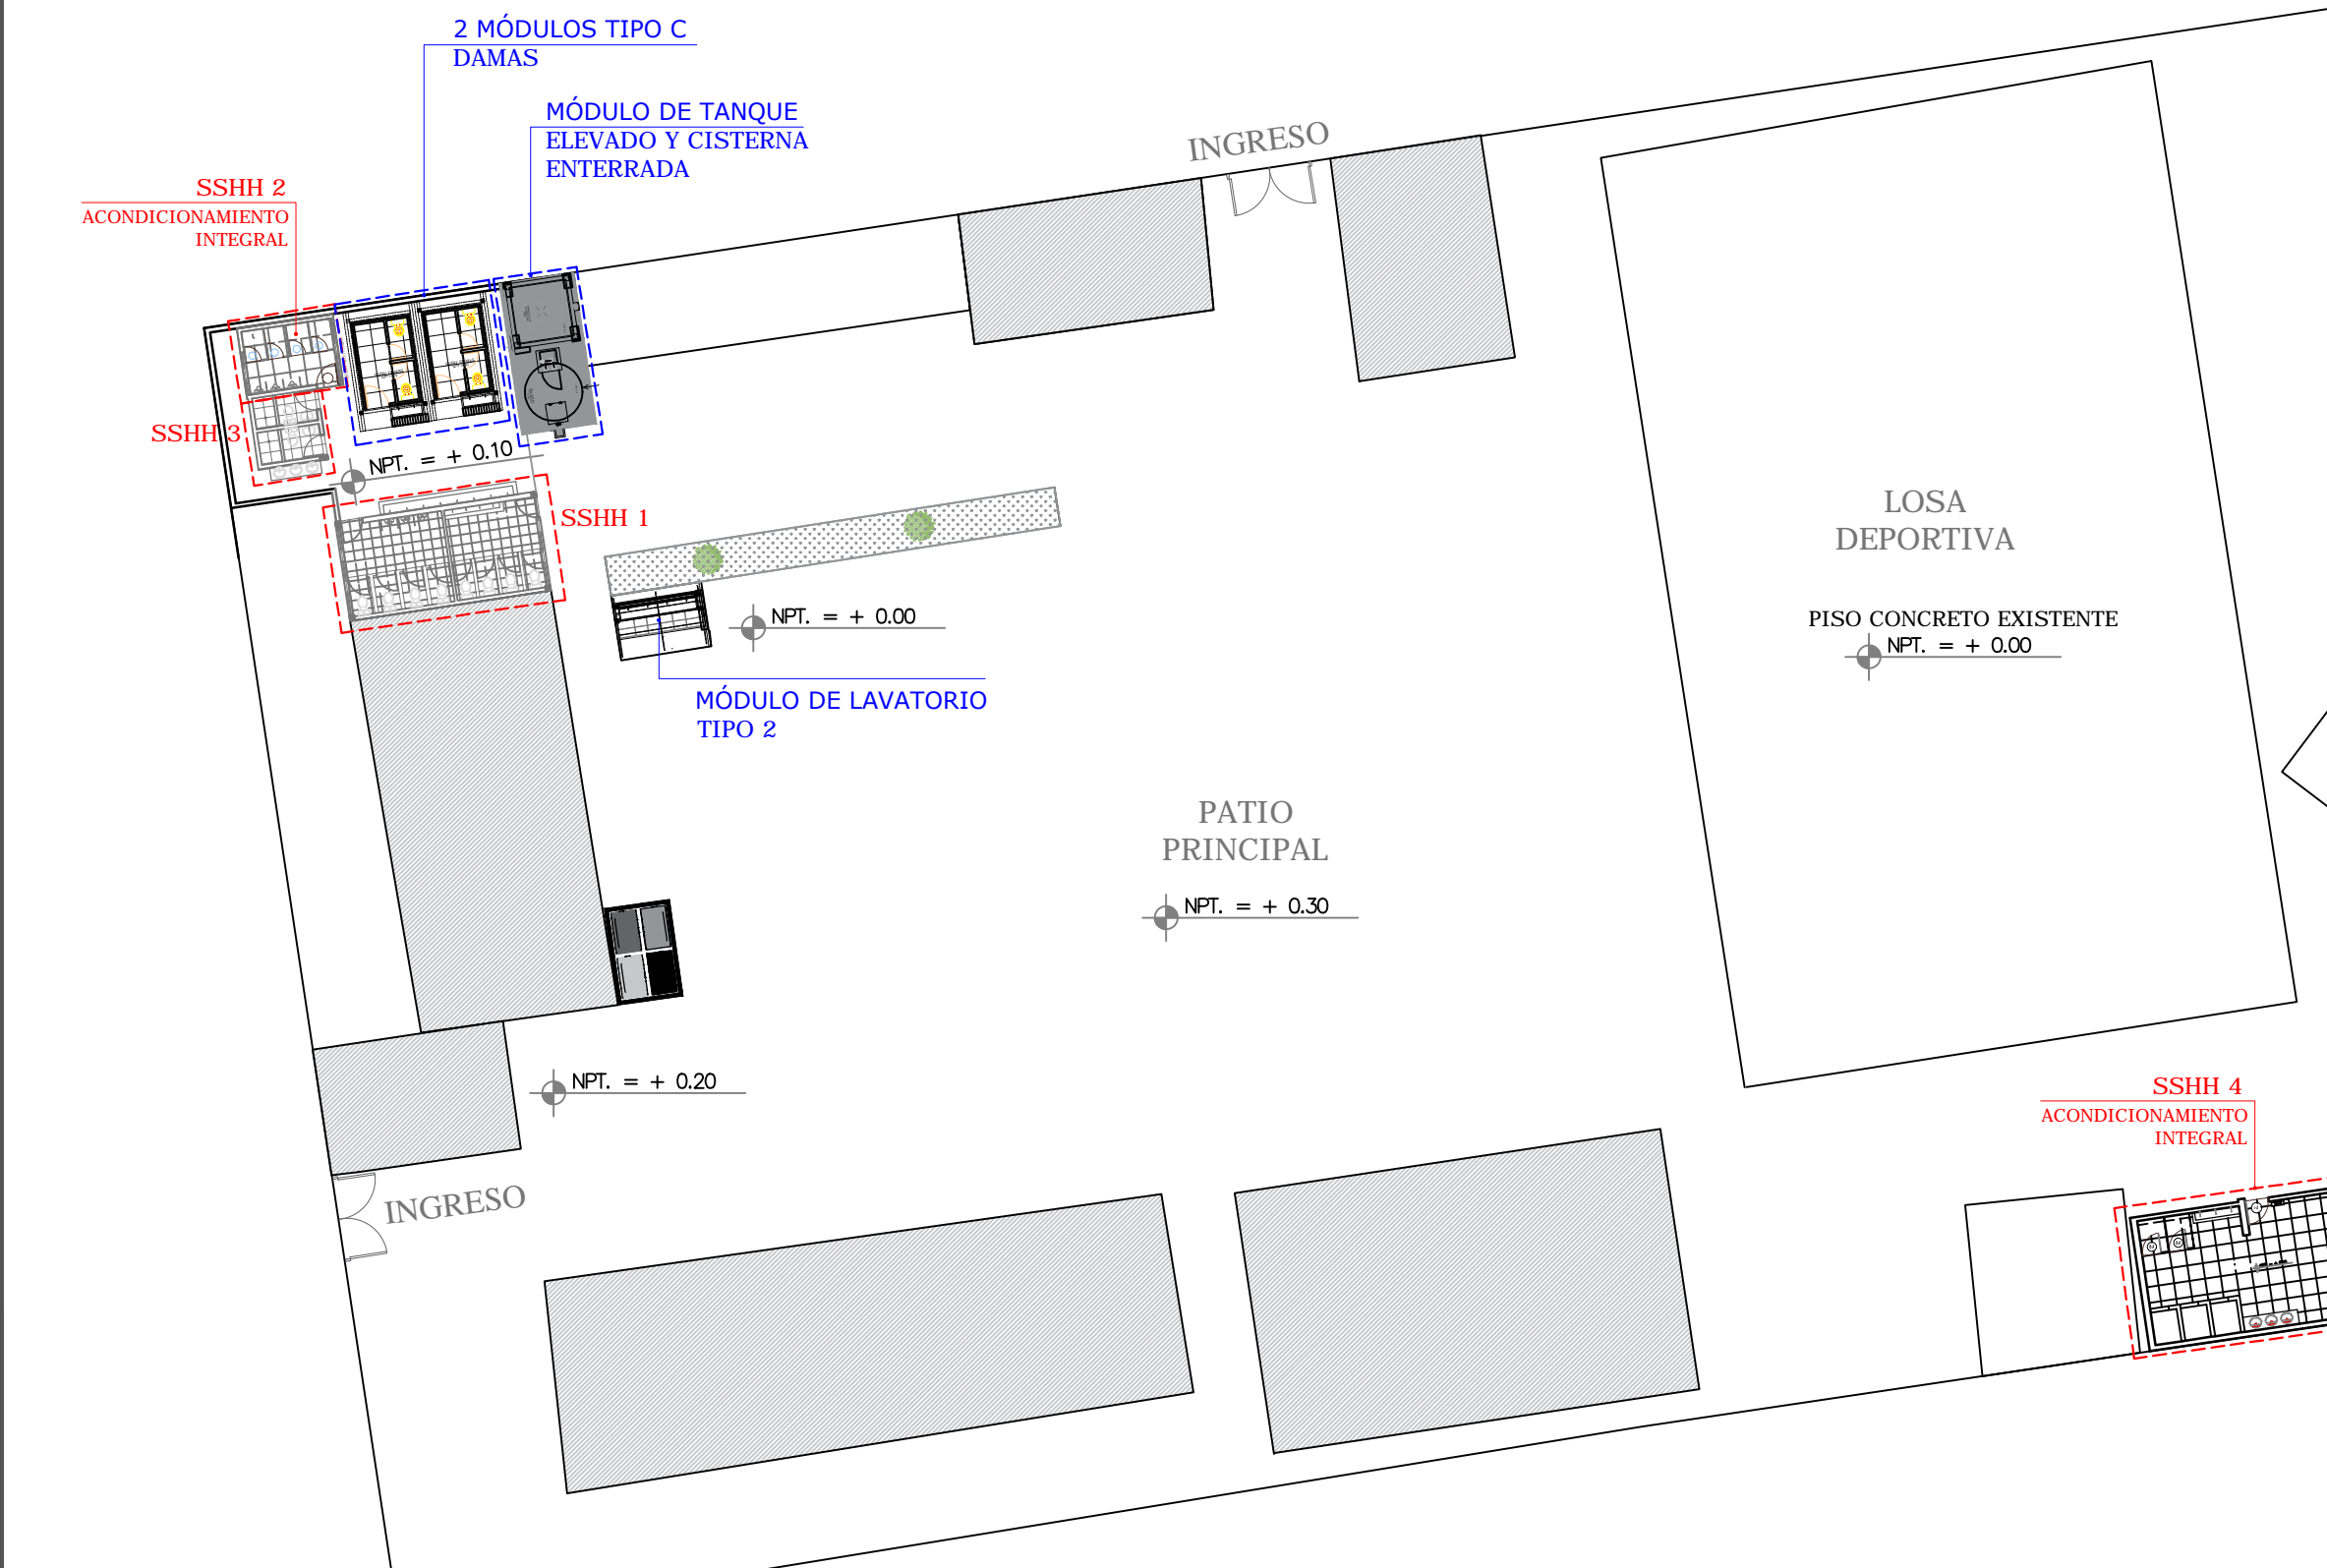 2 MÓDULOS TIPO C
DAMAS
MÓDULO DE TANQUE
ELEVADO Y CISTERNA
ENTERRADA
INGRESO
SSHH 2
ACONDICIONAMIENTO
INTEGRAL
SSHH 3
NPT. = + 0.10
SSHH 1
NPT. = + 0.00
MÓDULO DE LAVATORIO
TIPO 2
LOSA
DEPORTIVA
PISO CONCRETO EXISTENTE
NPT. = + 0.00
PATIO
PRINCIPAL
NPT. = + 0.30
NPT. = + 0.20
INGRESO
SSHH 4
ACONDICIONAMIENTO
INTEGRAL